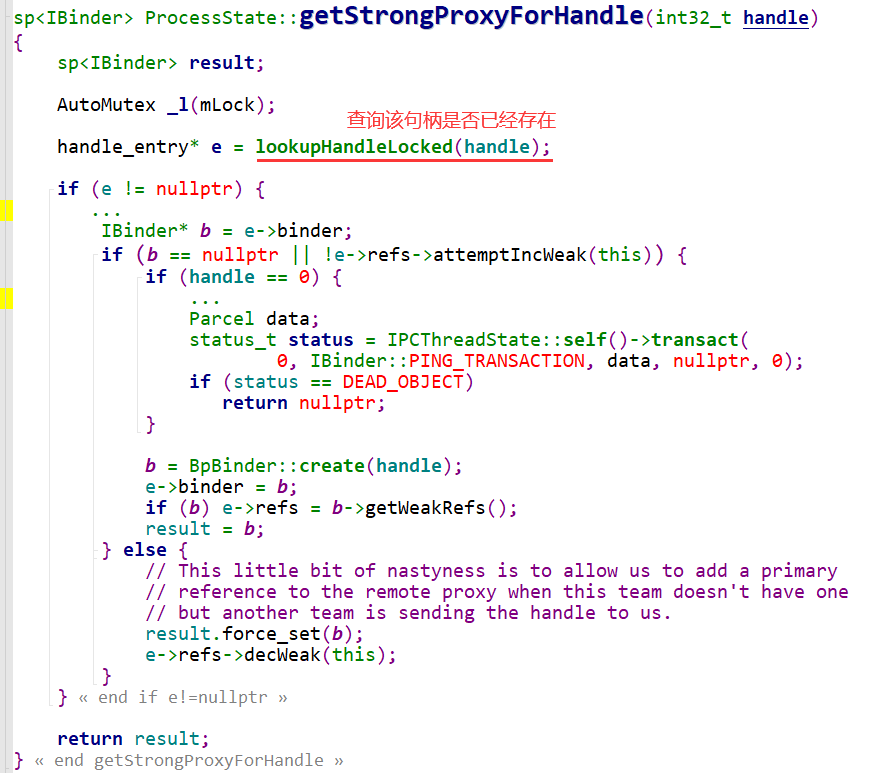 sp<IBinder> ProcessState::getStrongProxyForHandle(int32_t handle)
{
sp<IBinder> result;
AutoMutex _l(mLock);
查询该句柄是否已经存在
handle_entry* e = lookupHandleLocked(handle);
if (e != nullptr) {
...
IBinder* b = e->binder;
if (b == nullptr || !e->refs->attemptIncWeak(this)) {
if (handle == 0) {
...
Parcel data;
status_t status = IPCThreadState::self()->transact(
0, IBinder::PING_TRANSACTION, data, nullptr, 0);
if (status == DEAD_OBJECT)
return nullptr;
}
b = BpBinder::create(handle);
e->binder = b;
if (b) e->refs = b->getWeakRefs();
result = b;
} else {
// This little bit of nastyness is to allow us to add a primary
// reference to the remote proxy when this team doesn't have one
// but another team is sending the handle to us.
result.force_set(b);
e->refs->decWeak(this);
}
} « end if e!=nullptr »
return result;
} « end getStrongProxyForHandle »